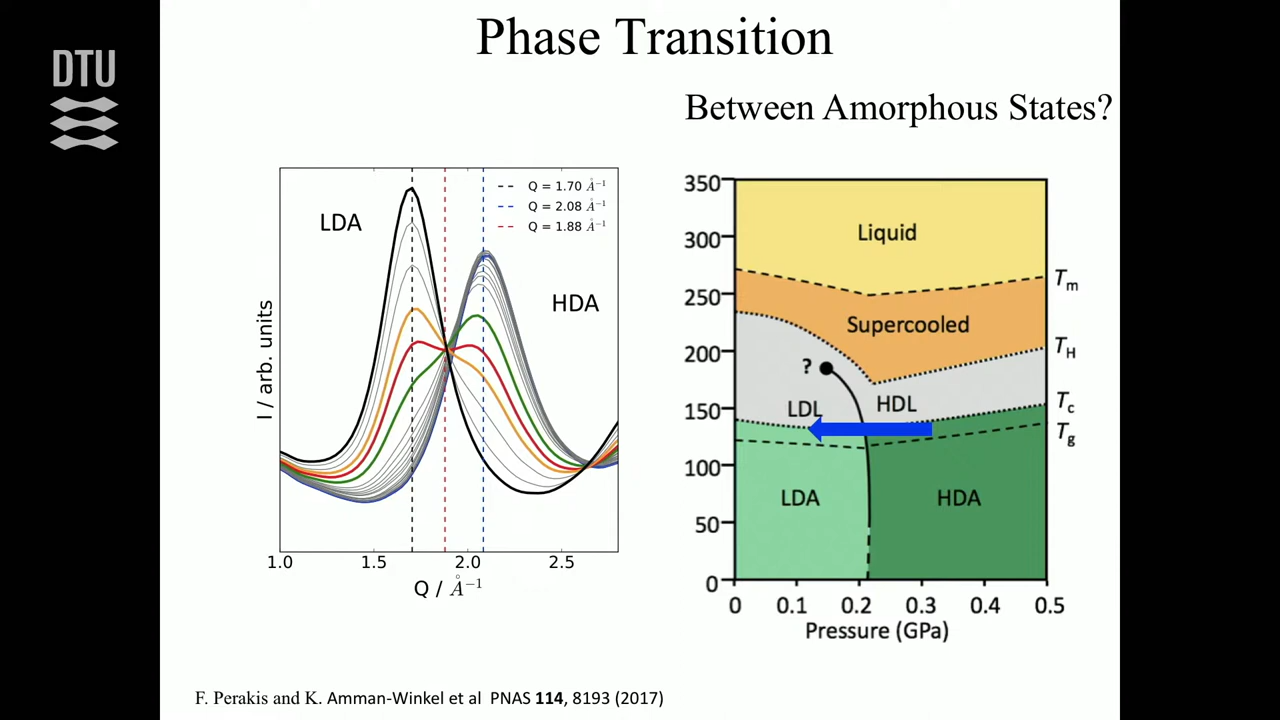 DTU
Phase Transition
Between Amorphous States?
LDA
HDA
Q = 1.70 Å⁻¹
Q = 2.08 Å⁻¹
Q = 1.88 Å⁻¹
I / arb. units
1.0 1.5 2.0 2.5
Q / Å⁻¹
350
300
250
200
150
100
50
0
Liquid
Supercooled
?
LDL
HDL
LDA
HDA
Tm
TH
Tc
Tg
0 0.1 0.2 0.3 0.4 0.5
Pressure (GPa)
F. Perakis and K. Amman-Winkel et al PNAS 114, 8193 (2017)